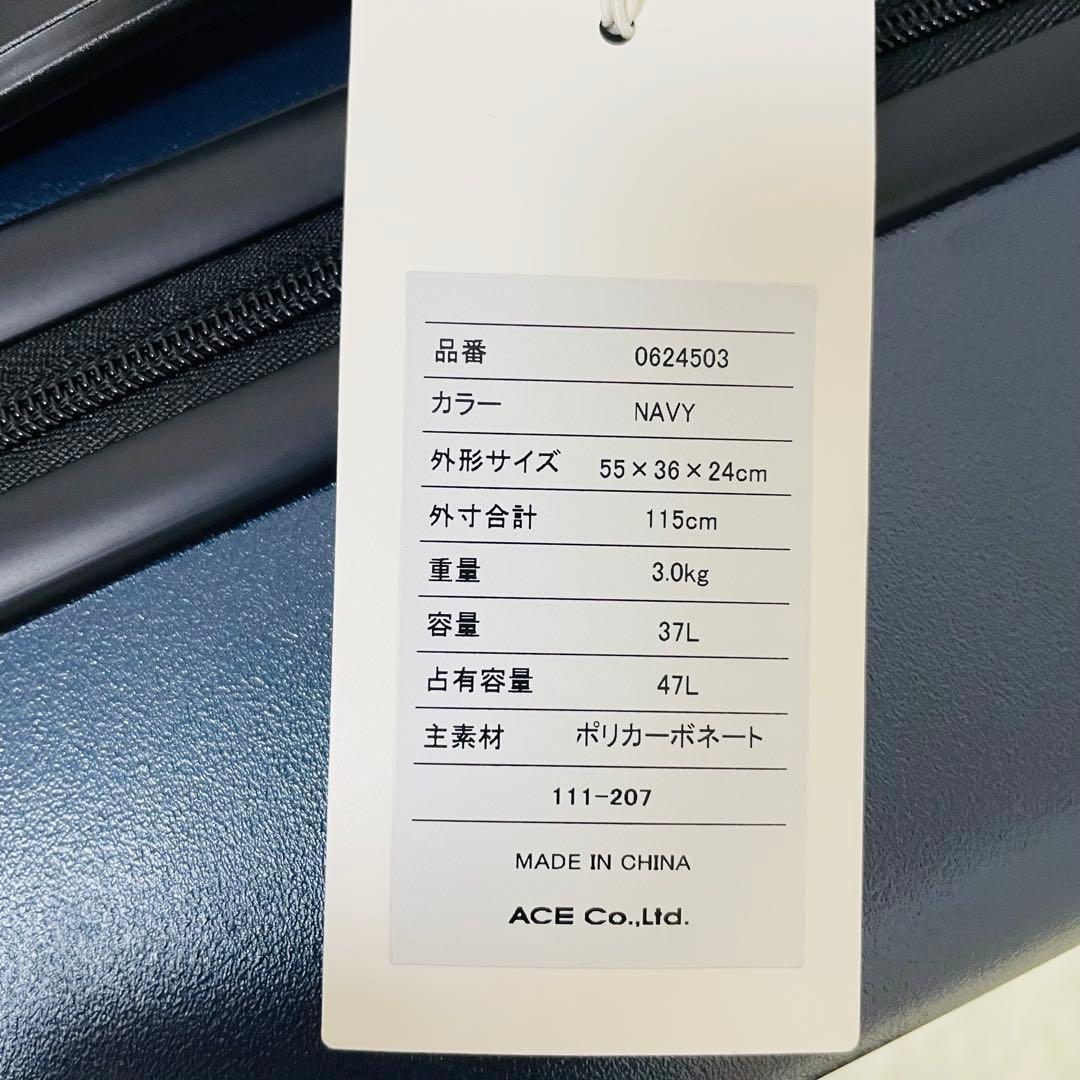 品番 0624503
カラー NAVY
外形サイズ 55×36×24cm
外寸合計 115cm
重量 3.0kg
容量 37L
占有容量 47L
主素材 ポリカーボネート
111-207
MADE IN CHINA
ACE Co.,Ltd.